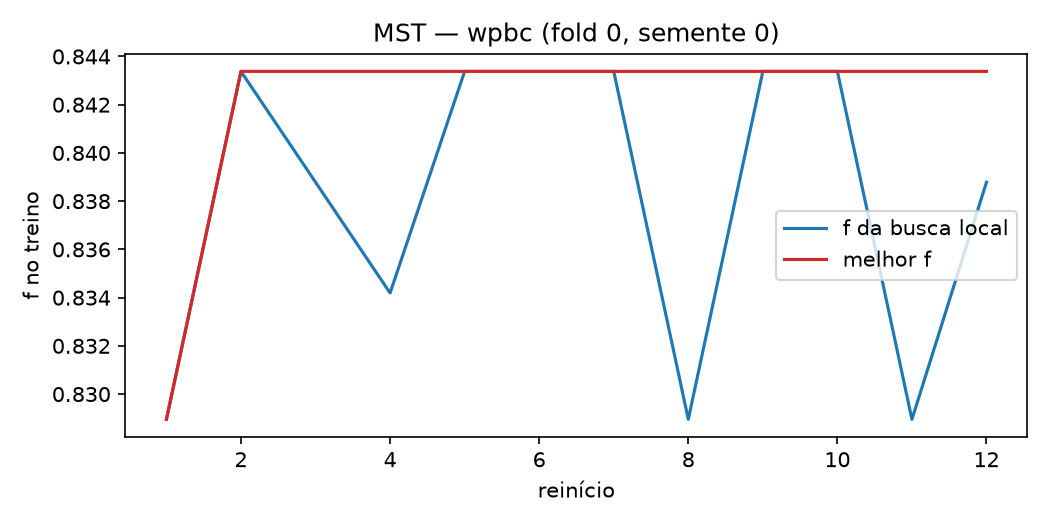 MST — wpbc (fold 0, semente 0)
f no treino
0.844
0.842
0.840
0.838
0.836
0.834
0.832
0.830
f da busca local
melhor f
2 4 6 8 10 12
reinício